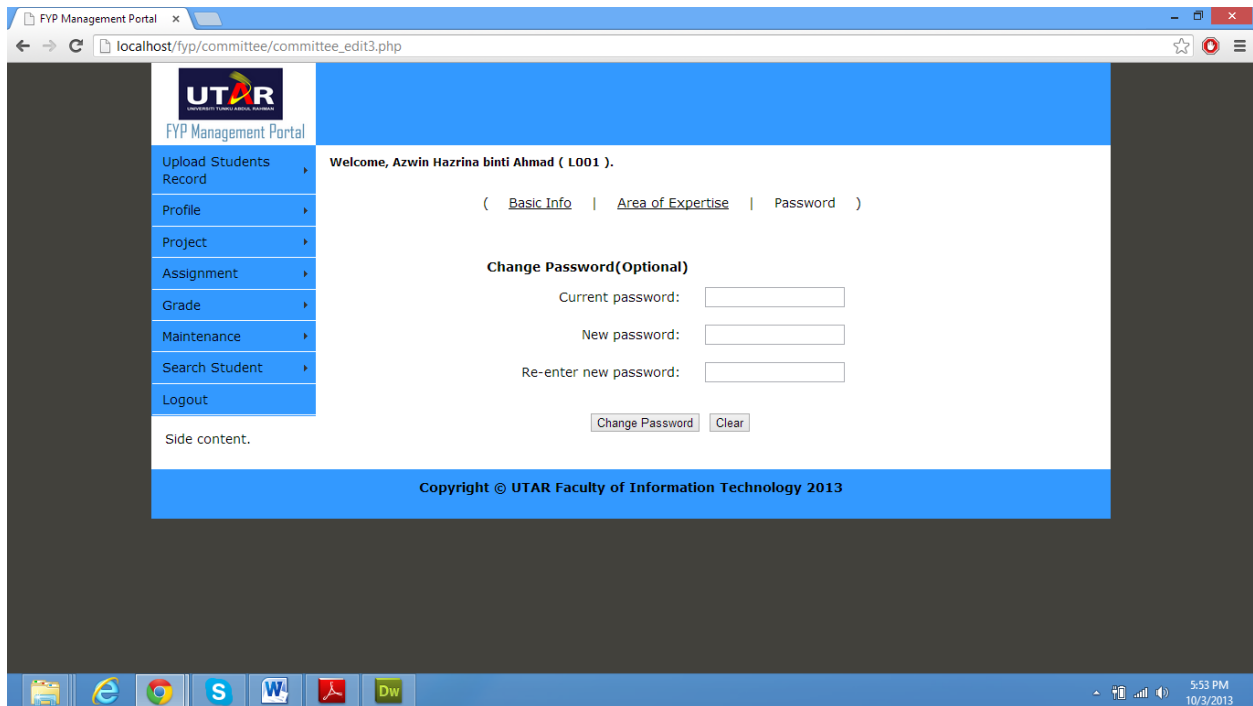 FYP Management Portal
localhost/fyp/committee/committee_edit3.php
UTAR
UNIVERSITI TUNKU ABDUL RAHMAN
FYP Management Portal
Upload Students
Record
Profile
Project
Assignment
Grade
Maintenance
Search Student
Logout
Side content.
Welcome, Azwin Hazrina binti Ahmad ( L001 ).
( Basic Info | Area of Expertise | Password )
Change Password(Optional)
Current password:
New password:
Re-enter new password:
Change Password Clear
Copyright © UTAR Faculty of Information Technology 2013
Dw
5:53 PM
10/3/2013